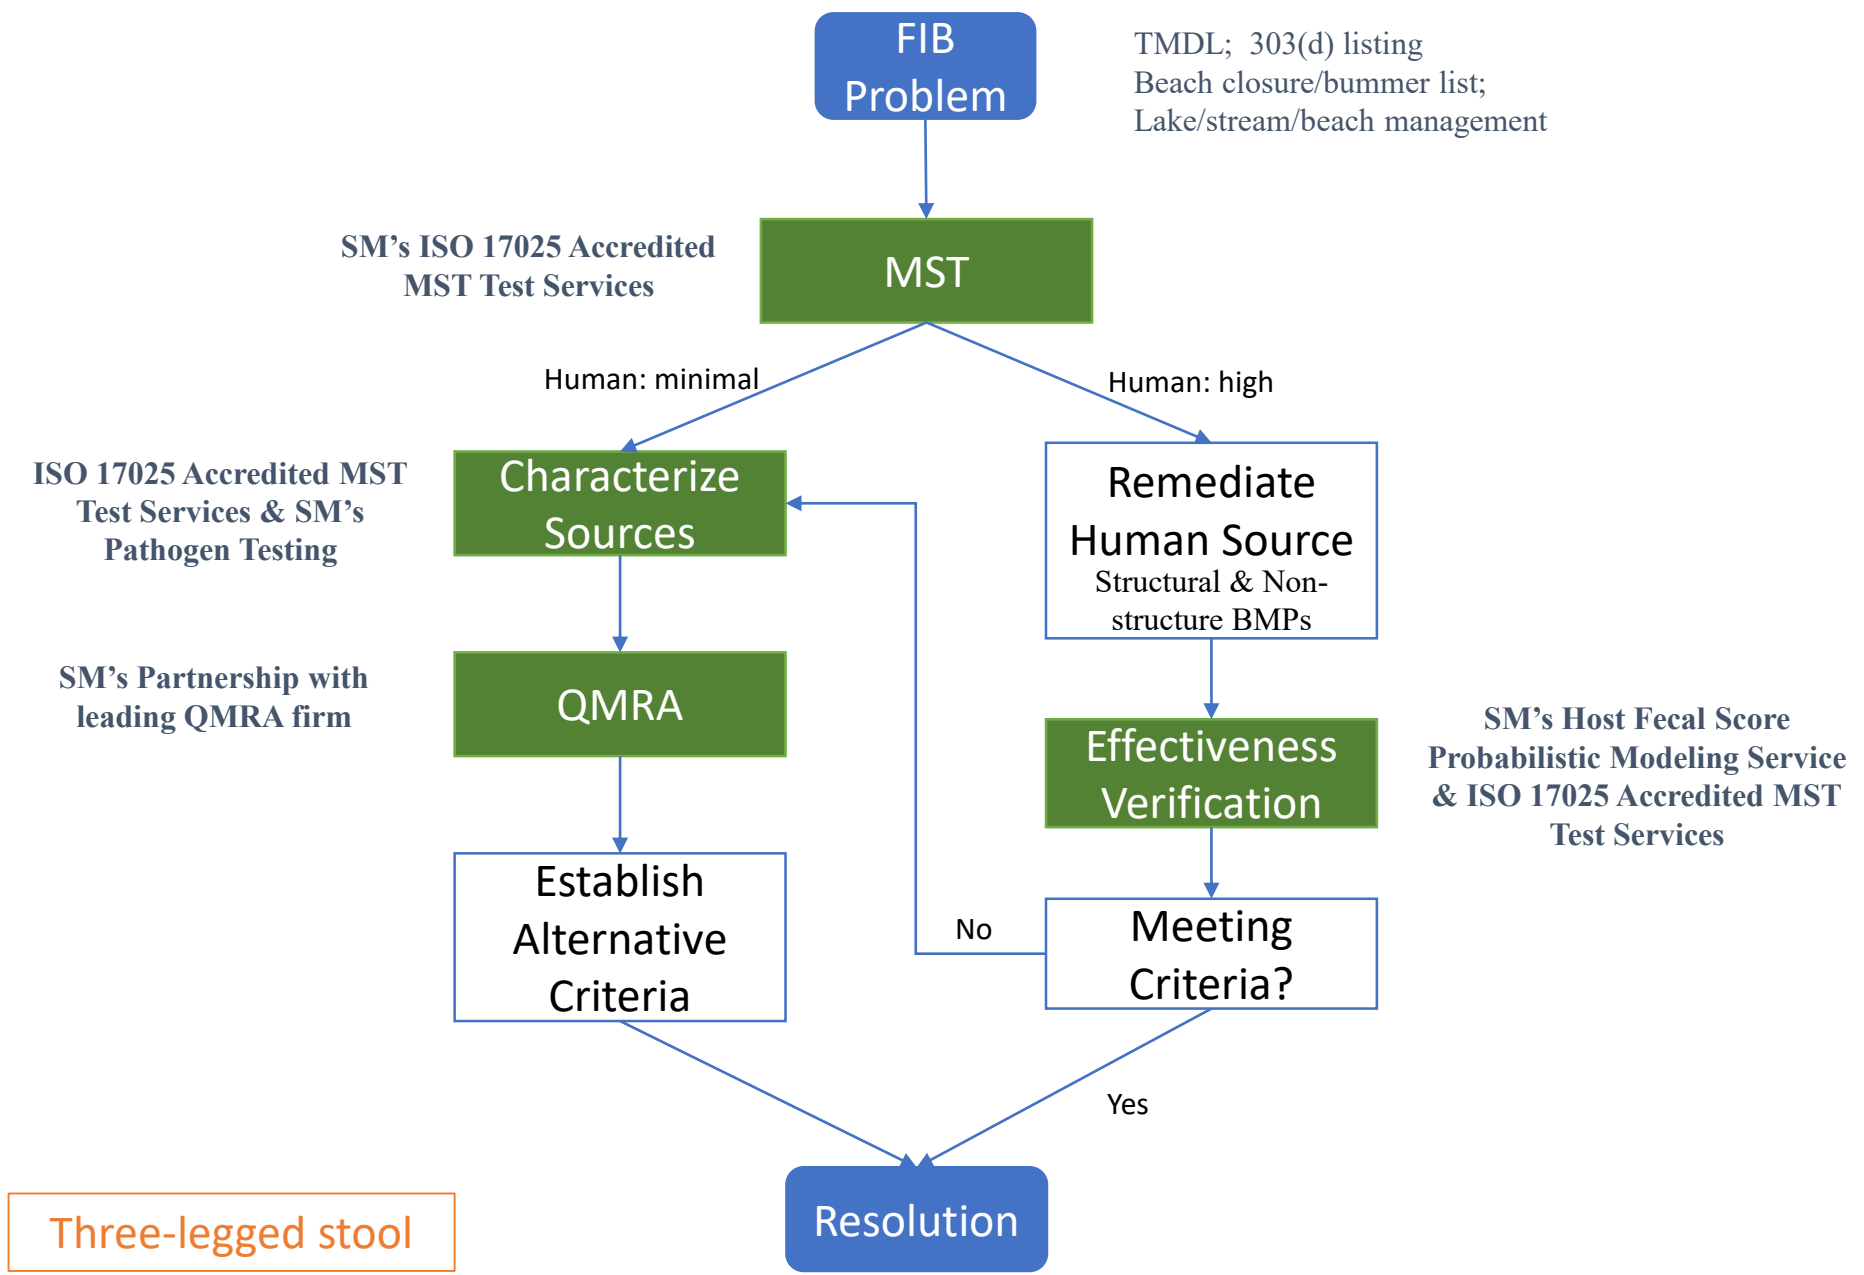 FIB
Problem
TMDL;  303(d) listing
Beach closure/bummer list;
Lake/stream/beach management
SM’s ISO 17025 Accredited
MST Test Services
MST
Human: minimal
Human: high
ISO 17025 Accredited MST
Test Services & SM’s
Pathogen Testing
Characterize
Sources
Remediate
Human Source
Structural & Non-
structure BMPs
SM’s Partnership with
leading QMRA firm
QMRA
Effectiveness
Verification
SM’s Host Fecal Score
Probabilistic Modeling Service
& ISO 17025 Accredited MST
Test Services
Establish
Alternative
Criteria
No
Meeting
Criteria?
Yes
Resolution
Three-legged stool